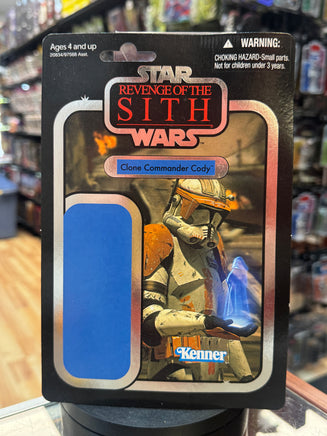 Ages 4 and up
20834/97568 Asst.
WARNING:
CHOKING HAZARD-Small parts.
Not for children under 3 years.
STAR
REVENGE OF THE
SITH
WARS
Clone Commander Cody
Kenner